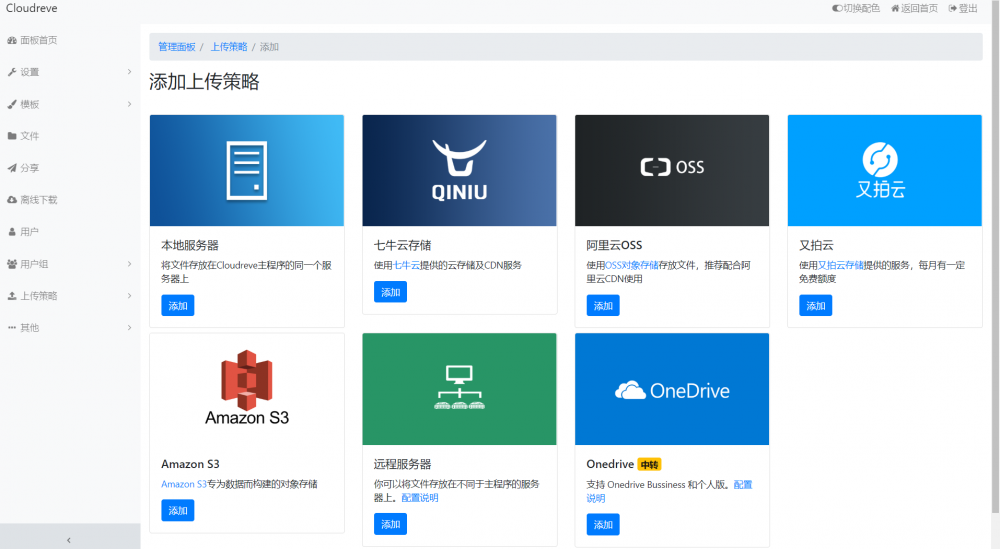 Cloudreve
切换配色 返回首页 登出
面板首页
设置
模板
文件
分享
离线下载
用户
用户组
上传策略
其他
管理面板 / 上传策略 / 添加
添加上传策略
本地服务器
将文件存放在Cloudreve主程序的同一个服
务器上
添加
QINIU
七牛云存储
使用七牛云提供的云存储及CDN服务
添加
OSS
阿里云OSS
使用OSS对象存储存放文件，推荐配合阿
里云CDN使用
添加
又拍云
又拍云
使用又拍云存储提供的服务，每月有一定
免费额度
添加
Amazon S3
Amazon S3
Amazon S3专为数据而构建的对象存储
添加
远程服务器
你可以将文件存放在不同于主程序的服务
器上。配置说明
添加
OneDrive
Onedrive 中转
支持 Onedrive Bussiness 和个人版。配置
说明
添加